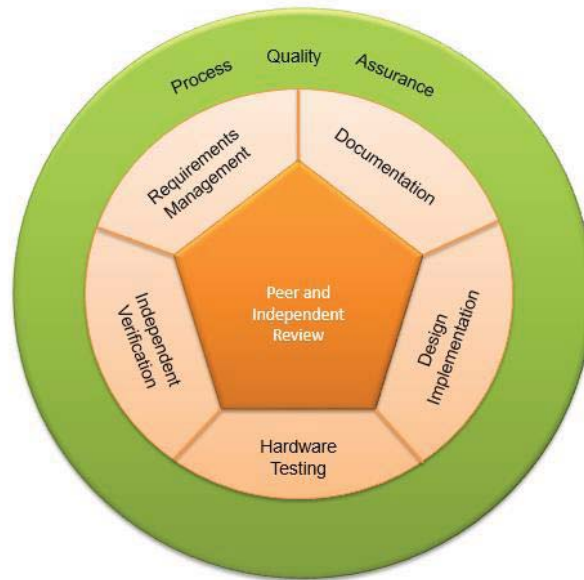 Process Quality Assurance
Requirements
Management
Documentation
Peer and
Independent
Review
Independent
Verification
Design
Implementation
Hardware
Testing